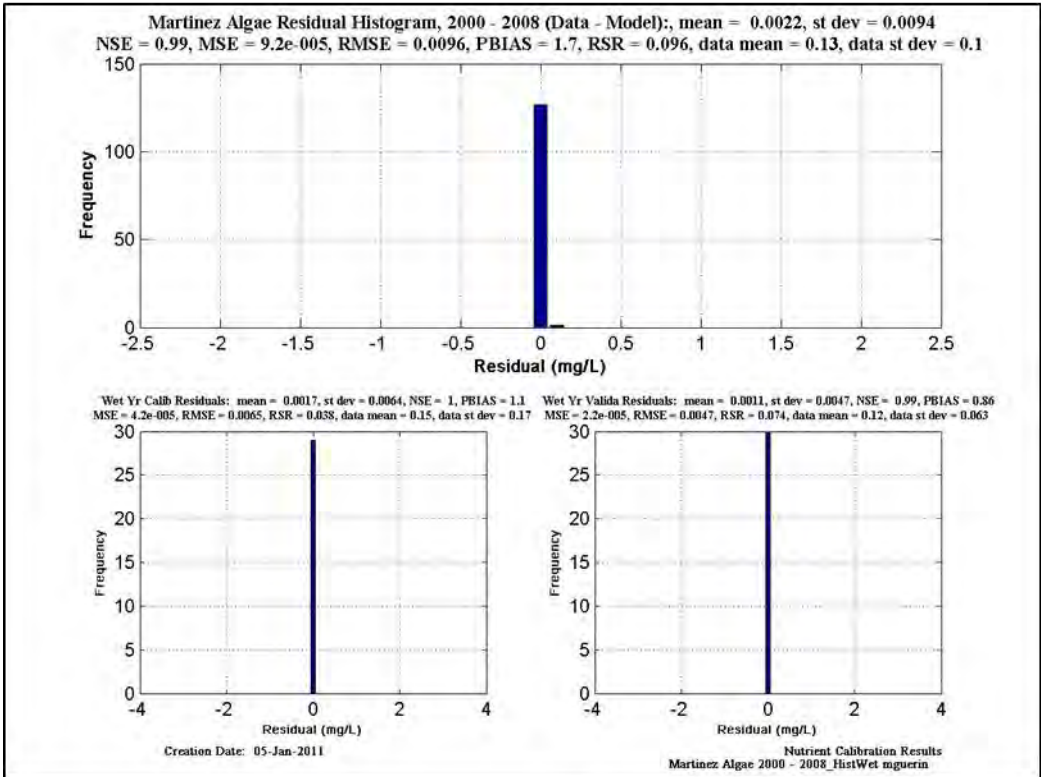 Martinez Algae Residual Histogram, 2000 - 2008 (Data - Model):, mean = 0.0022, st dev = 0.0094
NSE = 0.99, MSE = 9.2e-005, RMSE = 0.0096, PBIAS = 1.7, RSR = 0.096, data mean = 0.13, data st dev = 0.1
150
100
50
0
Frequency
-2.5 -2 -1.5 -1 -0.5 0 0.5 1 1.5 2 2.5
Residual (mg/L)
Wet Yr Calib Residuals: mean = 0.0017, st dev = 0.0064, NSE = 1, PBIAS = 1.1
MSE = 4.2e-005, RMSE = 0.0065, RSR = 0.038, data mean = 0.15, data st dev = 0.17
30
25
20
15
10
5
0
Frequency
-4 -2 0 2 4
Residual (mg/L)
Wet Yr Valida Residuals: mean = 0.0011, st dev = 0.0047, NSE = 0.99, PBIAS = 0.86
MSE = 2.2e-005, RMSE = 0.0047, RSR = 0.074, data mean = 0.12, data st dev = 0.063
30
25
20
15
10
5
0
Frequency
-4 -2 0 2 4
Residual (mg/L)
Creation Date: 05-Jan-2011
Nutrient Calibration Results
Martinez Algae 2000 - 2008_HistWet mguerin